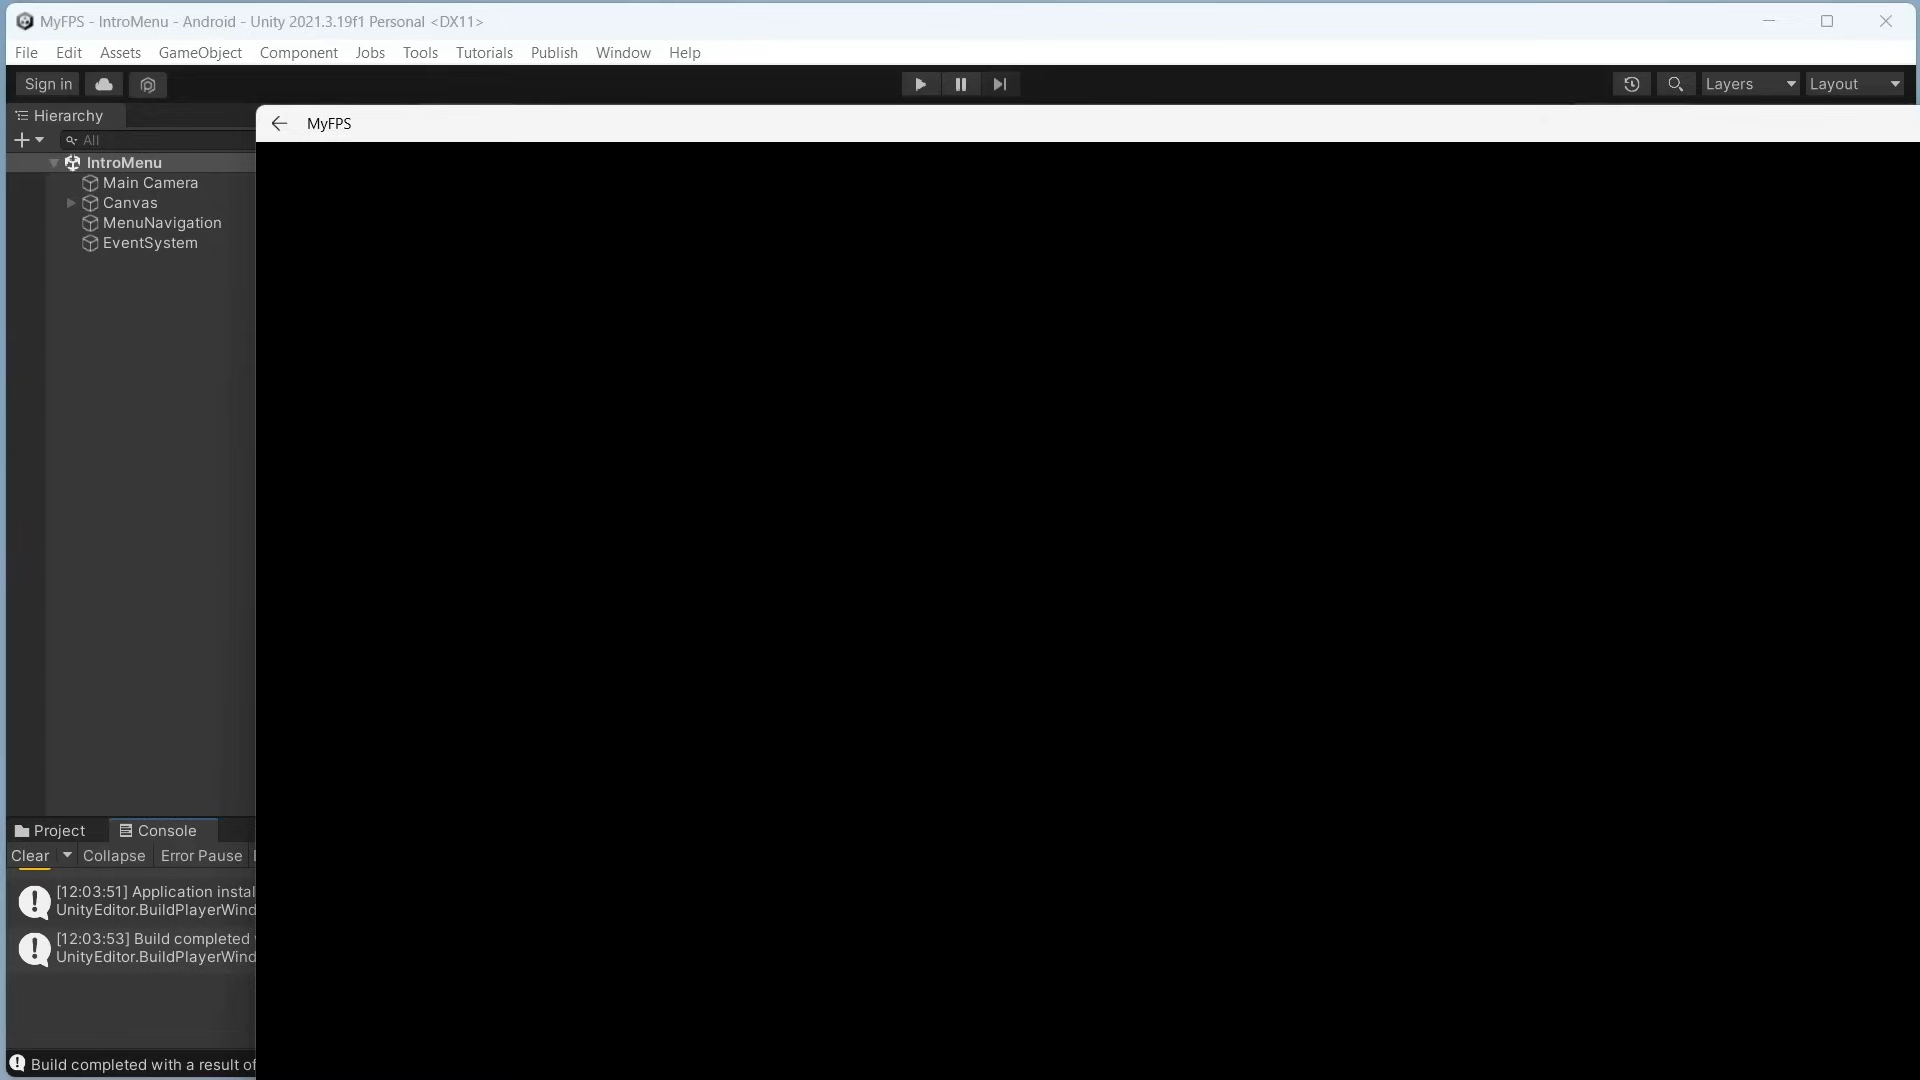 MyFPS - IntroMenu - Android - Unity 2021.3.19f1 Personal <DX11>
File Edit Assets GameObject Component Jobs Tools Tutorials Publish Window Help
Sign in
Layers
Layout
Hierarchy
All
MyFPS
IntroMenu
Main Camera
Canvas
MenuNavigation
EventSystem
Project
Console
Clear Collapse Error Pause
[12:03:51] Application instal
UnityEditor.BuildPlayerWind
[12:03:53] Build completed
UnityEditor.BuildPlayerWind
Build completed with a result of